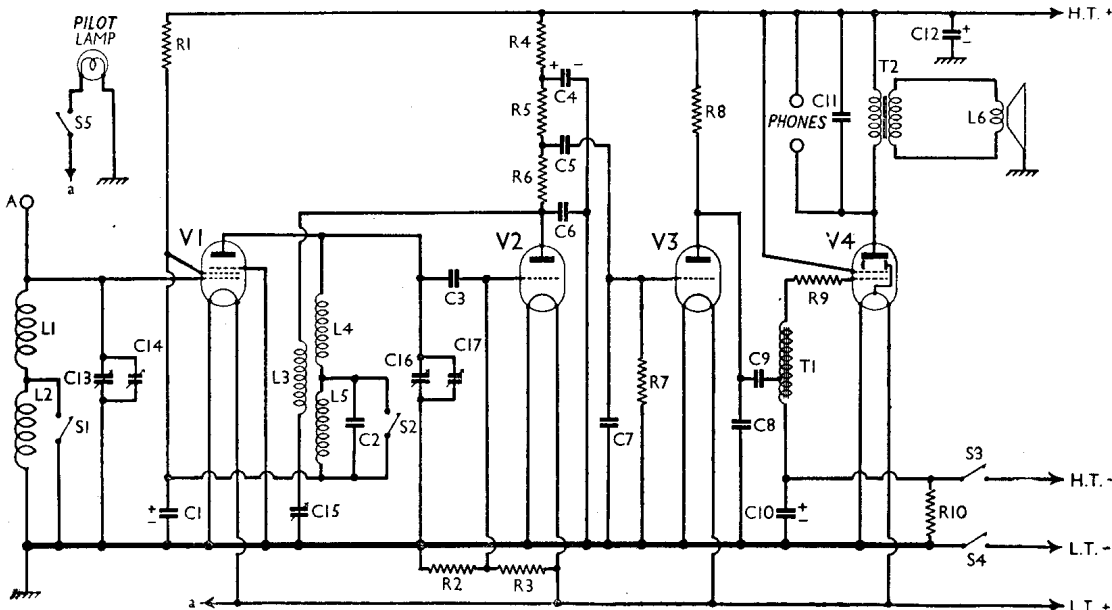 PILOT
LAMP
S5
a
A
R1
R4
C4
R5
C5
R6
C6
R8
PHONES
C11
T2
C12
L6
H.T. +
V1
V2
V3
V4
L1
L2
S1
C13
C14
L3
L4
L5
C2
S2
C16
C17
C3
R7
C7
C9
C8
R9
T1
C1
C15
C10
R10
S3
H.T. -
S4
L.T. -
R2
R3
a
L.T. +
+
-
+ -
+
-
+
-